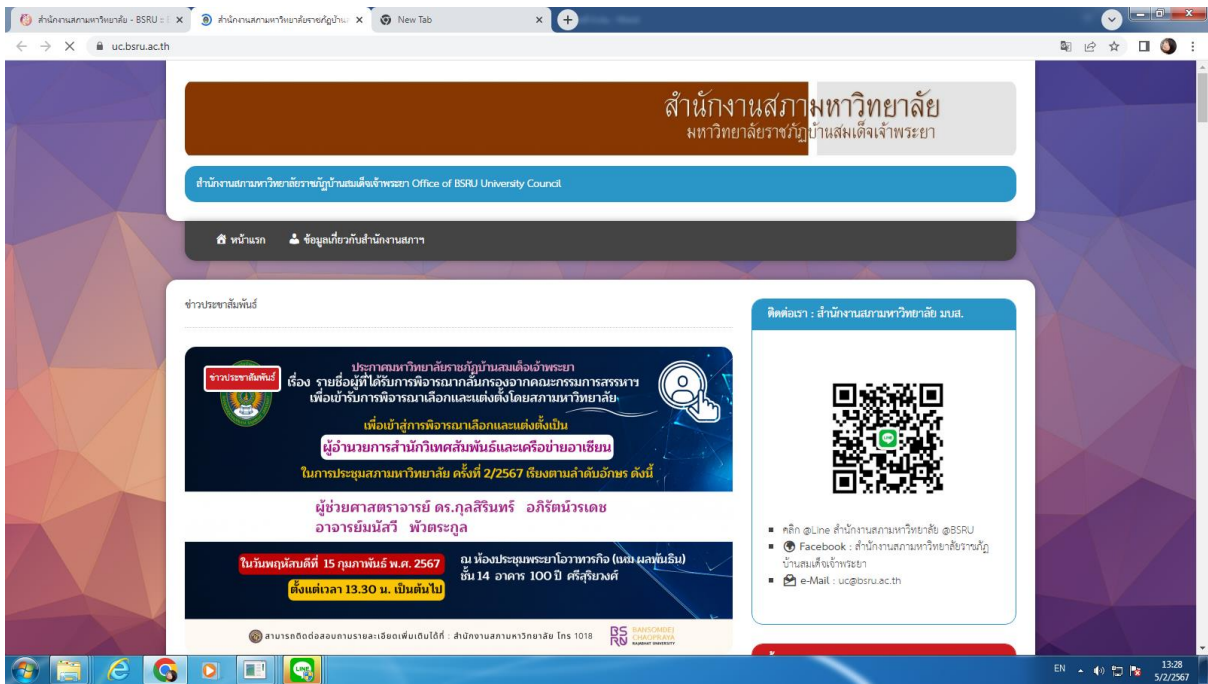 สำนักงานสภามหาวิทยาลัย - BSRU :: 
สำนักงานสภามหาวิทยาลัยราชภัฏบ้าน
New Tab
uc.bsru.ac.th
สำนักงานสภามหาวิทยาลัย
มหาวิทยาลัยราชภัฏบ้านสมเด็จเจ้าพระยา
สำนักงานสภามหาวิทยาลัยราชภัฏบ้านสมเด็จเจ้าพระยา Office of BSRU University Council
หน้าแรก ข้อมูลเกี่ยวกับสำนักงานสภาฯ
ข่าวประชาสัมพันธ์
ข่าวประชาสัมพันธ์
ประกาศมหาวิทยาลัยราชภัฏบ้านสมเด็จเจ้าพระยา
เรื่อง รายชื่อผู้ที่ได้รับการพิจารณากลั่นกรองจากคณะกรรมการสรรหาฯ
เพื่อเข้ารับการพิจารณาเลือกและแต่งตั้งโดยสภามหาวิทยาลัย
เพื่อเข้าสู่การพิจารณาเลือกและแต่งตั้งเป็น
ผู้อำนวยการสำนักวิเทศสัมพันธ์และเครือข่ายอาเซียน
ในการประชุมสภามหาวิทยาลัย ครั้งที่ 2/2567 เรียงตามลำดับอักษร ดังนี้
ผู้ช่วยศาสตราจารย์ ดร.กุลสิรินทร์ อภิรัตน์วรเดช
อาจารย์มนัสวี พัวตระกูล
ในวันพฤหัสบดีที่ 15 กุมภาพันธ์ พ.ศ. 2567
ตั้งแต่เวลา 13.30 น. เป็นต้นไป
ณ ห้องประชุมพระยาโอวาทวรกิจ (เหม ผลพันธิน)
ชั้น 14 อาคาร 100 ปี ศรีสุริยวงศ์
สามารถติดต่อสอบถามรายละเอียดเพิ่มเติมได้ที่ : สำนักงานสภามหาวิทยาลัย โทร 1018
BS
RU
BANSOMDEJ
CHAOPRAYA
RAJABHAT UNIVERSITY
ติดต่อเรา : สำนักงานสภามหาวิทยาลัย มบส.
LINE
คลิก @Line สำนักงานสภามหาวิทยาลัย @BSRU
Facebook : สำนักงานสภามหาวิทยาลัยราชภัฏ
บ้านสมเด็จเจ้าพระยา
e-Mail : uc@bsru.ac.th
LINE
EN
13:28
5/2/2567